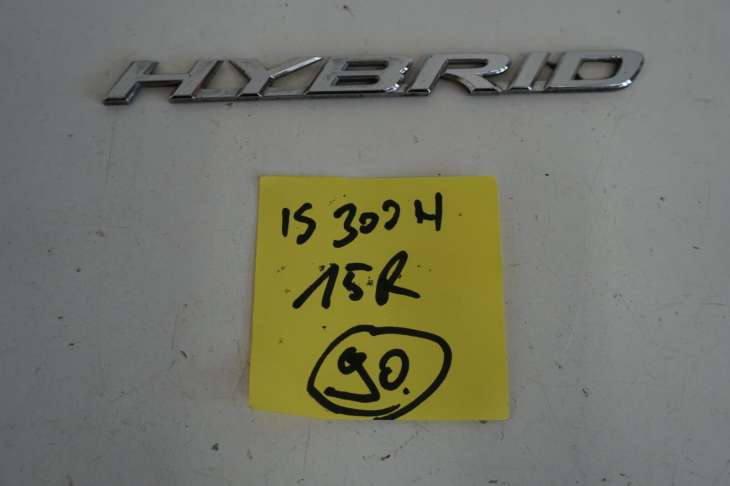 HYBRID
IS 300 H
15R
90.